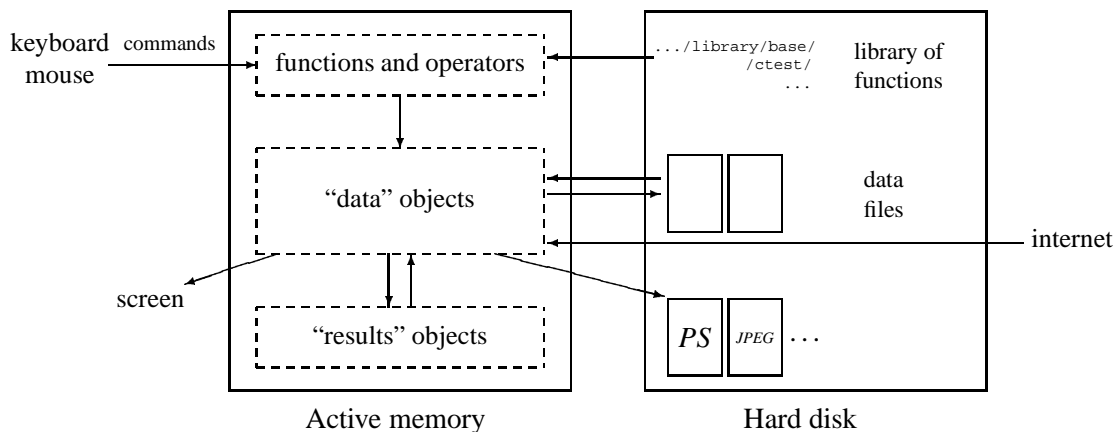 keyboard
mouse
commands
functions and operators
.../library/base/
/ctest/
...
library of
functions
“data” objects
data
files
internet
screen
“results” objects
PS
JPEG
...
Active memory
Hard disk